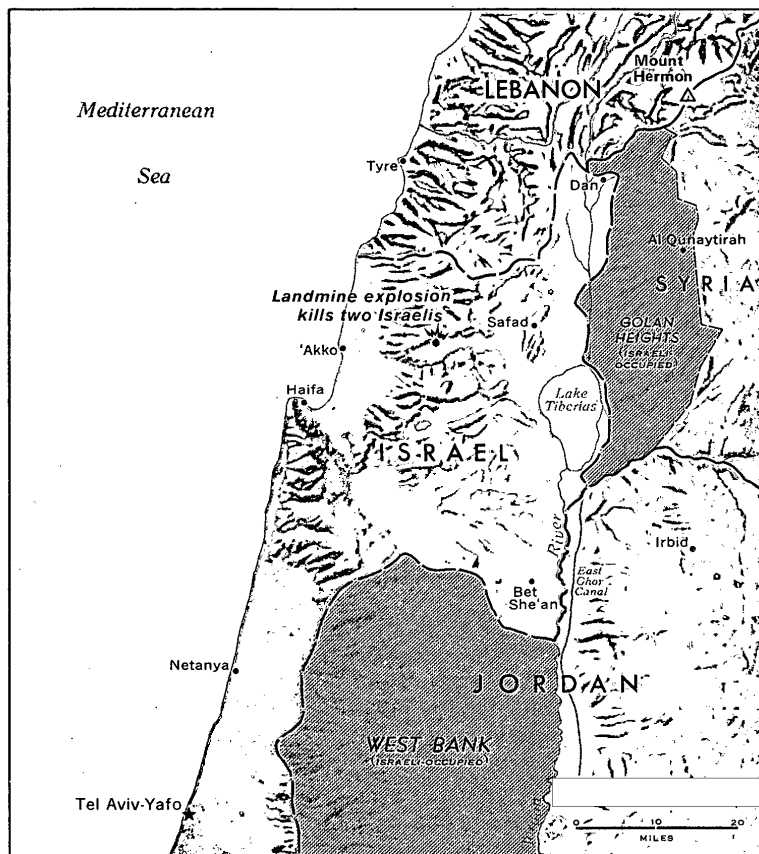 Mount
Hermon
LEBANON
Mediterranean
Sea
Tyre
Dan
Al Qunaytirah
SYRIA
Landmine explosion
kills two Israelis
Safad
GOLAN
HEIGHTS
(ISRAELI-
OCCUPIED)
'Akko
Haifa
Lake
Tiberias
ISRAEL
River
Irbid
East
Ghor
Canal
Bet
She'an
Netanya
JORDAN
WEST BANK
(ISRAELI-OCCUPIED)
Tel Aviv-Yafo
0 10 20
MILES